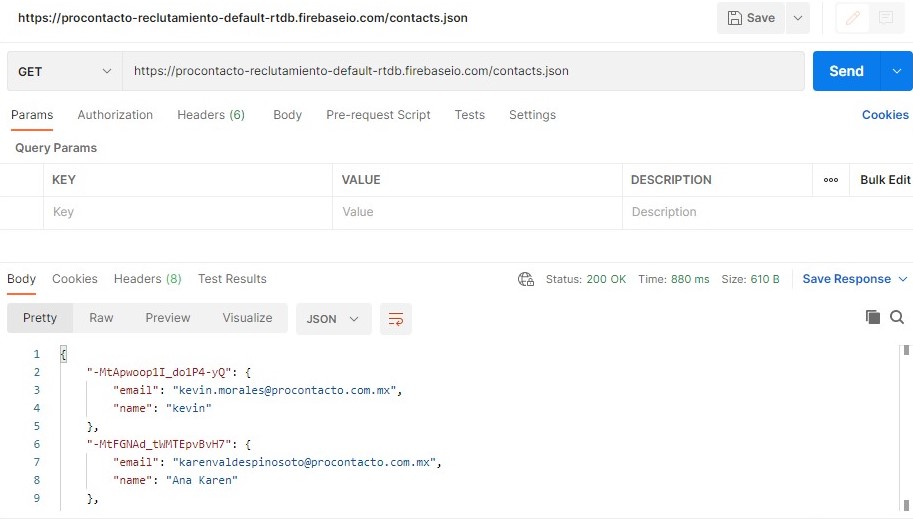 https://procontacto-reclutamiento-default-rtdb.firebaseio.com/contacts.json
Save
GET
https://procontacto-reclutamiento-default-rtdb.firebaseio.com/contacts.json
Send
Params Authorization Headers (6) Body Pre-request Script Tests Settings Cookies
Query Params
KEY VALUE DESCRIPTION ooo Bulk Edit
Key Value Description
Body Cookies Headers (8) Test Results Status: 200 OK Time: 880 ms Size: 610 B Save Response
Pretty Raw Preview Visualize JSON
1 {
2 "-MtApwoop1I_do1P4-yQ": {
3 "email": "kevin.morales@procontacto.com.mx",
4 "name": "kevin"
5 },
6 "-MtFGNAd_tWMTEpvBvH7": {
7 "email": "karenvaldespinosoto@procontacto.com.mx",
8 "name": "Ana Karen"
9 },